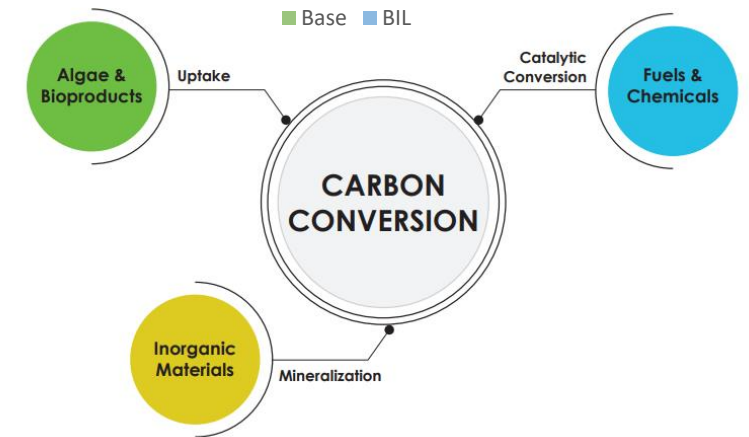 Base BIL
Algae &
Bioproducts
Uptake
Catalytic
Conversion
Fuels &
Chemicals
CARBON
CONVERSION
Inorganic
Materials
Mineralization